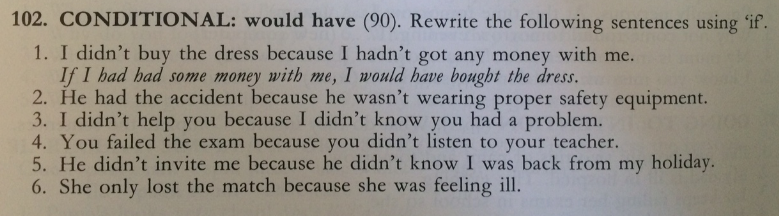 102. CONDITIONAL: would have (90). Rewrite the following sentences using 'if'.
1. I didn't buy the dress because I hadn't got any money with me.
If I had had some money with me, I would have bought the dress.
2. He had the accident because he wasn't wearing proper safety equipment.
3. I didn't help you because I didn't know you had a problem.
4. You failed the exam because you didn't listen to your teacher.
5. He didn't invite me because he didn't know I was back from my holiday.
6. She only lost the match because she was feeling ill.